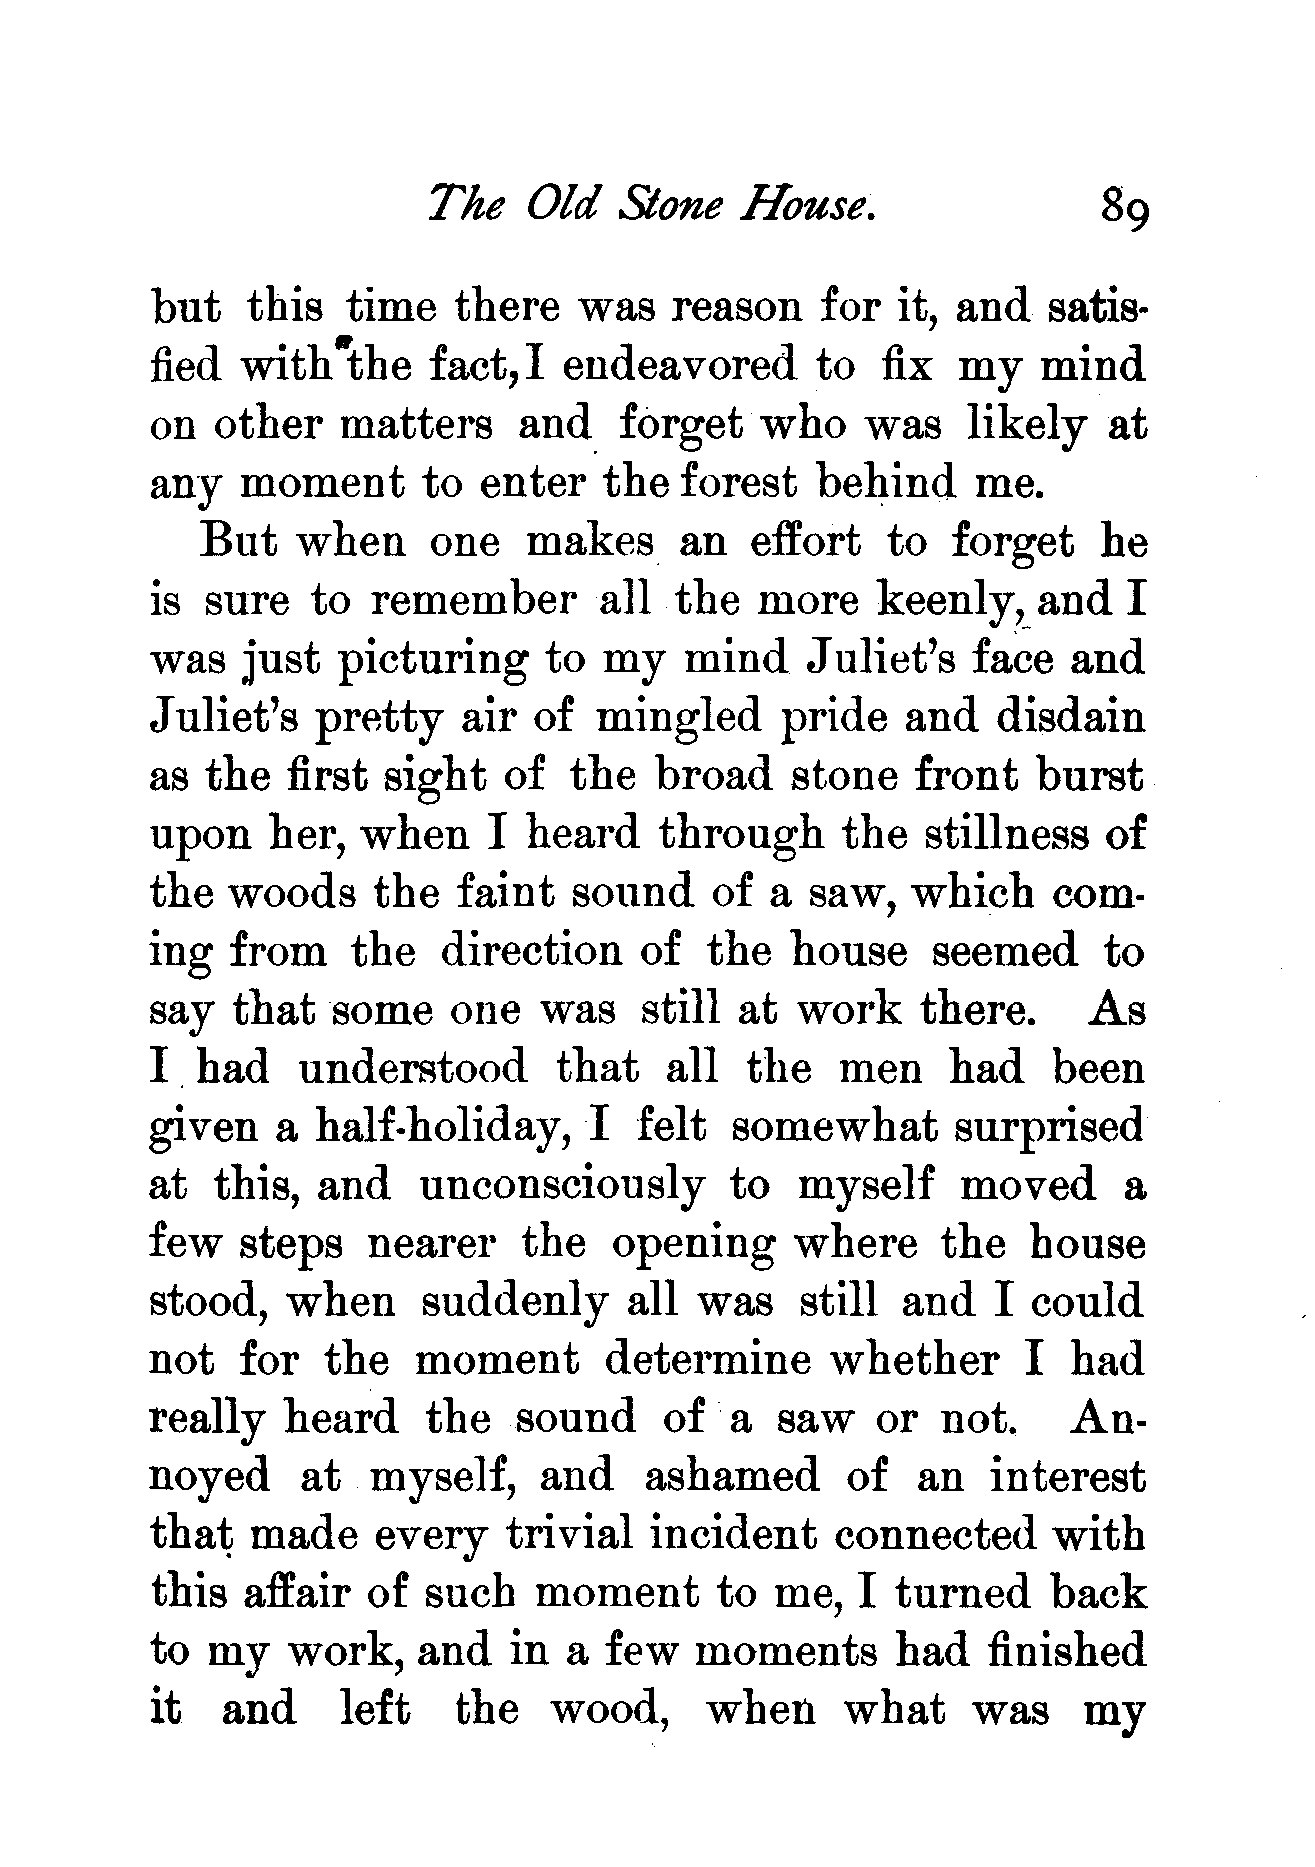 The Old Stone House. 89
but this time there was reason for it, and satis-
fied with the fact, I endeavored to fix my mind
on other matters and forget who was likely at
any moment to enter the forest behind me.
But when one makes an effort to forget he
is sure to remember all the more keenly, and I
was just picturing to my mind Juliet's face and
Juliet's pretty air of mingled pride and disdain
as the first sight of the broad stone front burst
upon her, when I heard through the stillness of
the woods the faint sound of a saw, which com-
ing from the direction of the house seemed to
say that some one was still at work there. As
I had understood that all the men had been
given a half-holiday, I felt somewhat surprised
at this, and unconsciously to myself moved a
few steps nearer the opening where the house
stood, when suddenly all was still and I could
not for the moment determine whether I had
really heard the sound of a saw or not. An-
noyed at myself, and ashamed of an interest
that made every trivial incident connected with
this affair of such moment to me, I turned back
to my work, and in a few moments had finished
it and left the wood, when what was my